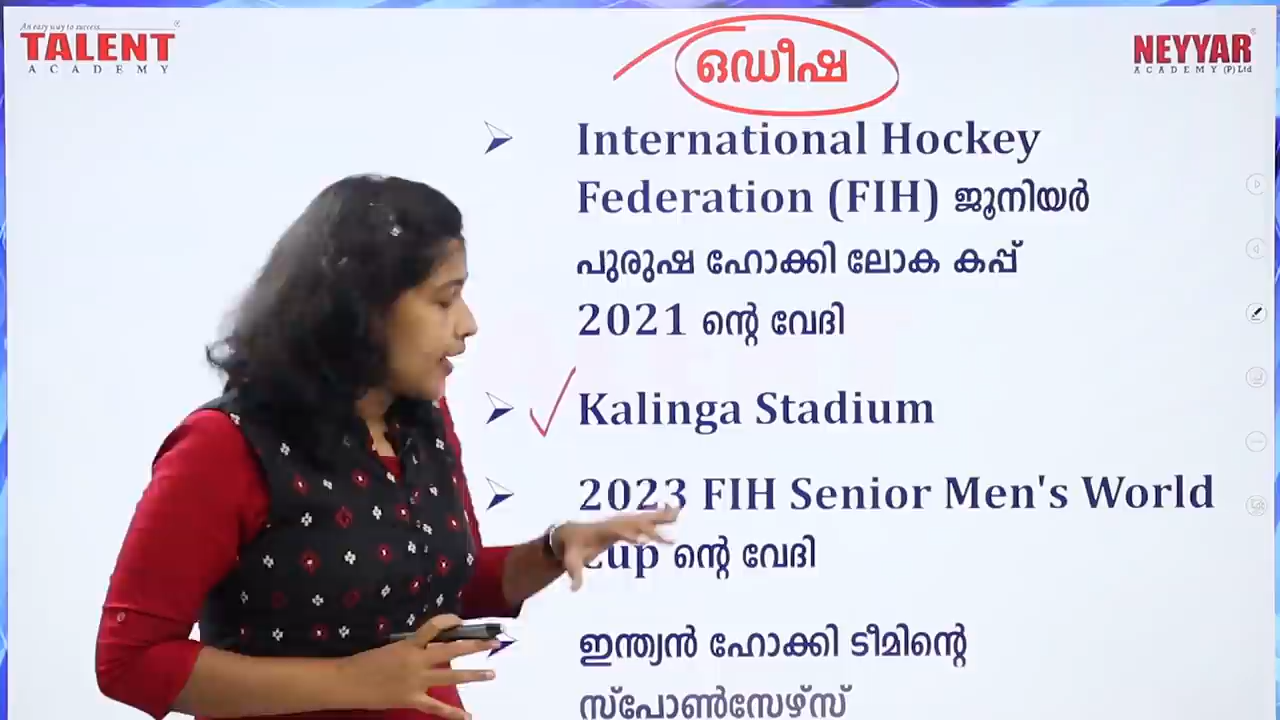 An easy way to success...
TALENT
ACADEMY
NEYYAR
ACADEMY (P) Ltd
ഒഡീഷ
International Hockey
Federation (FIH) ജൂനിയർ
പുരുഷ ഹോക്കി ലോക കപ്പ്
2021 ന്റെ വേദി
Kalinga Stadium
2023 FIH Senior Men's World
Cup ന്റെ വേദി
ഇന്ത്യൻ ഹോക്കി ടീമിന്റെ
സ്പോൺസേഴ്സ്